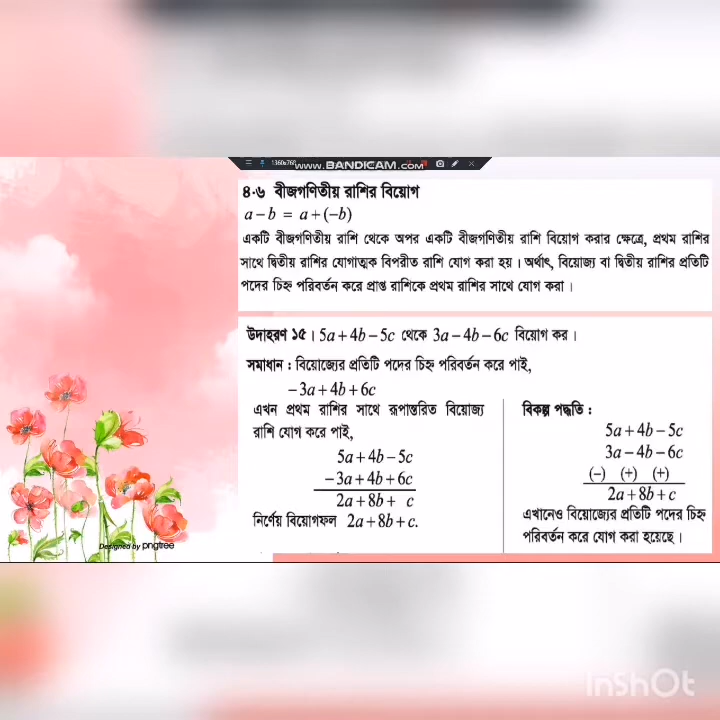 1360x760
www.BANDICAM.com
৪·৬ বীজগণিতীয় রাশির বিয়োগ
a – b = a + (–b)
একটি বীজগণিতীয় রাশি থেকে অপর একটি বীজগণিতীয় রাশি বিয়োগ করার ক্ষেত্রে, প্রথম রাশির
সাথে দ্বিতীয় রাশির যোগাত্মক বিপরীত রাশি যোগ করা হয়। অর্থাৎ, বিয়োজ্য বা দ্বিতীয় রাশির প্রতিটি
পদের চিহ্ন পরিবর্তন করে প্রাপ্ত রাশিকে প্রথম রাশির সাথে যোগ করা।
উদাহরণ ১৫। 5a + 4b – 5c থেকে 3a – 4b – 6c বিয়োগ কর।
সমাধান : বিয়োজ্যের প্রতিটি পদের চিহ্ন পরিবর্তন করে পাই,
– 3a + 4b + 6c
এখন প্রথম রাশির সাথে রূপান্তরিত বিয়োজ্য
রাশি যোগ করে পাই,
5a + 4b – 5c
– 3a + 4b + 6c
2a + 8b + c
নির্ণেয় বিয়োগফল 2a + 8b + c.
বিকল্প পদ্ধতি :
5a + 4b – 5c
3a – 4b – 6c
(–) (+) (+)
2a + 8b + c
এখানেও বিয়োজ্যের প্রতিটি পদের চিহ্ন
পরিবর্তন করে যোগ করা হয়েছে।
Designed by pngtree
InShOt